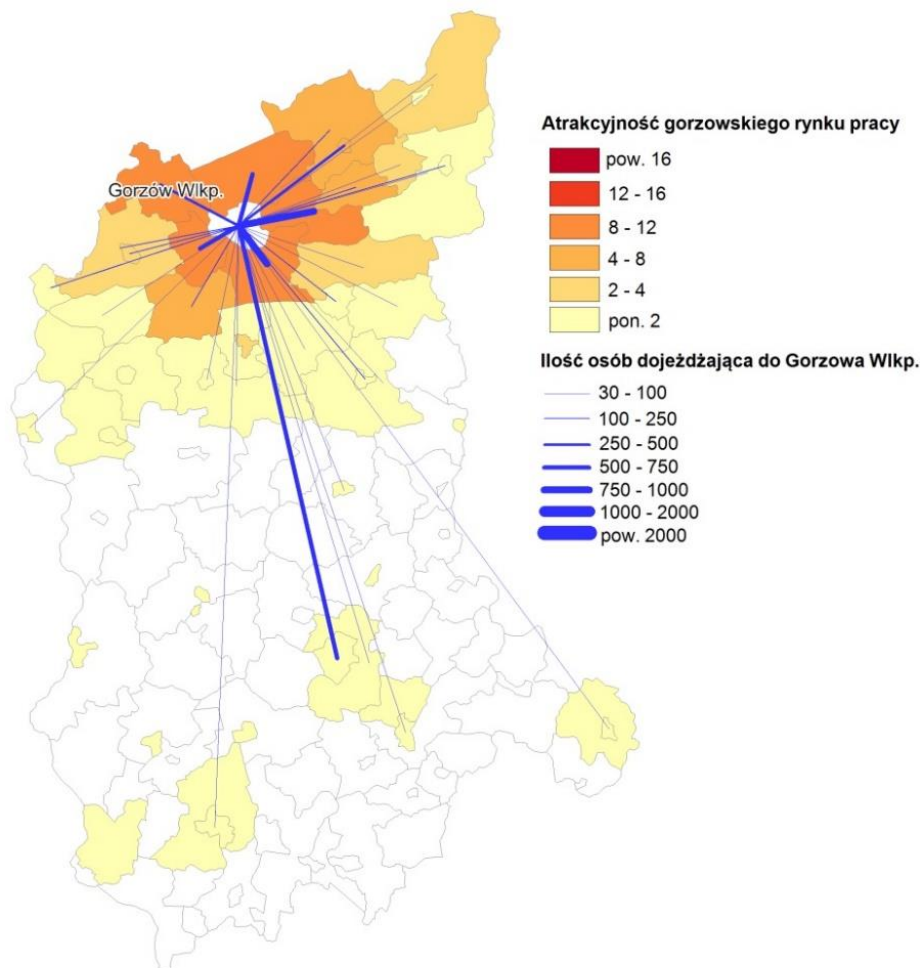 Gorzów Wlkp.
Atrakcyjność gorzowskiego rynku pracy
pow. 16
12 - 16
8 - 12
4 - 8
2 - 4
pon. 2
Ilość osób dojeżdżająca do Gorzowa Wlkp.
30 - 100
100 - 250
250 - 500
500 - 750
750 - 1000
1000 - 2000
pow. 2000